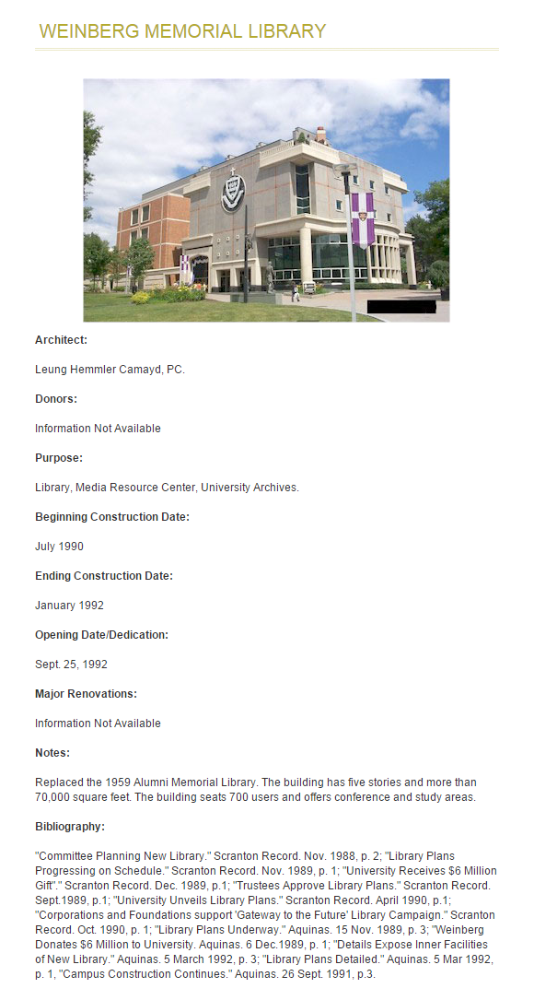 WEINBERG MEMORIAL LIBRARY
Architect:
Leung Hemmler Camayd, PC.
Donors:
Information Not Available
Purpose:
Library, Media Resource Center, University Archives.
Beginning Construction Date:
July 1990
Ending Construction Date:
January 1992
Opening Date/Dedication:
Sept. 25, 1992
Major Renovations:
Information Not Available
Notes:
Replaced the 1959 Alumni Memorial Library. The building has five stories and more than
70,000 square feet. The building seats 700 users and offers conference and study areas.
Bibliography:
"Committee Planning New Library." Scranton Record. Nov. 1988, p. 2; "Library Plans
Progressing on Schedule." Scranton Record. Nov. 1989, p. 1; "University Receives $6 Million
Gift"." Scranton Record. Dec. 1989, p.1; "Trustees Approve Library Plans." Scranton Record.
Sept.1989, p.1; "University Unveils Library Plans." Scranton Record. April 1990, p.1;
"Corporations and Foundations support 'Gateway to the Future' Library Campaign." Scranton
Record. Oct. 1990, p. 1; "Library Plans Underway." Aquinas. 15 Nov. 1989, p. 3; "Weinberg
Donates $6 Million to University. Aquinas. 6 Dec.1989, p. 1; "Details Expose Inner Facilities
of New Library." Aquinas. 5 March 1992, p. 3; "Library Plans Detailed." Aquinas. 5 Mar 1992,
p. 1, "Campus Construction Continues." Aquinas. 26 Sept. 1991, p.3.